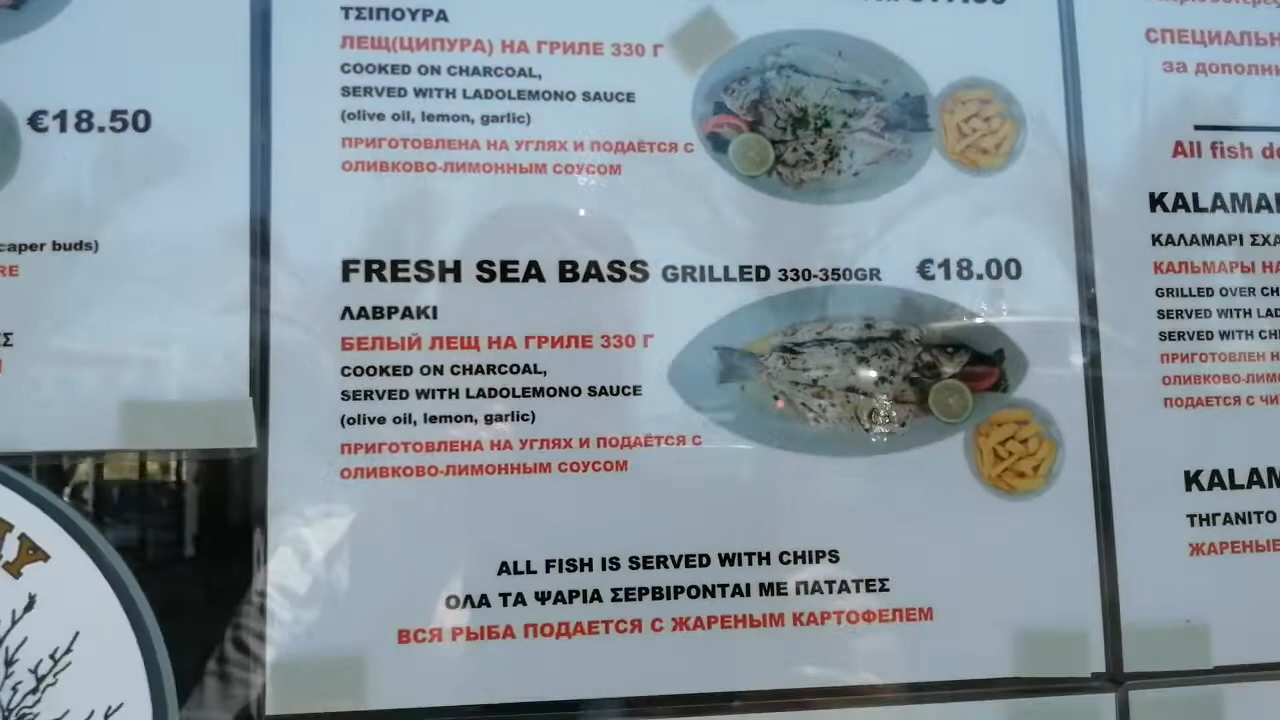 €18.50
caper buds)
ΤΣΙΠΟΥΡΑ
ЛЕЩ(ЦИПУРА) НА ГРИЛЕ 330 Г
COOKED ON CHARCOAL,
SERVED WITH LADOLEMONO SAUCE
(olive oil, lemon, garlic)
ПРИГОТОВЛЕНА НА УГЛЯХ И ПОДАЁТСЯ С
ОЛИВКОВО-ЛИМОННЫМ СОУСОМ
FRESH SEA BASS GRILLED 330-350GR €18.00
ΛΑΒΡΑΚΙ
БЕЛЫЙ ЛЕЩ НА ГРИЛЕ 330 Г
COOKED ON CHARCOAL,
SERVED WITH LADOLEMONO SAUCE
(olive oil, lemon, garlic)
ПРИГОТОВЛЕНА НА УГЛЯХ И ПОДАЁТСЯ С
ОЛИВКОВО-ЛИМОННЫМ СОУСОМ
ALL FISH IS SERVED WITH CHIPS
ΟΛΑ ΤΑ ΨΑΡΙΑ ΣΕΡΒΙΡΟΝΤΑΙ ΜΕ ΠΑΤΑΤΕΣ
ВСЯ РЫБА ПОДАЕТСЯ С ЖАРЕНЫМ КАРТОФЕЛЕМ
СПЕЦИАЛЬН
за дополн
All fish d
KALAMA
ΚΑΛΑΜΑΡΙ ΣΧΑ
КАЛЬМАРЫ НА
GRILLED OVER CH
SERVED WITH LAD
SERVED WITH CH
ПРИГОТОВЛЕН Н
ОЛИВКОВО-ЛИМО
ПОДАЕТСЯ С ЧИ
KALAM
ΤΗΓΑΝΙΤΟ
ЖАРЕНЫЕ